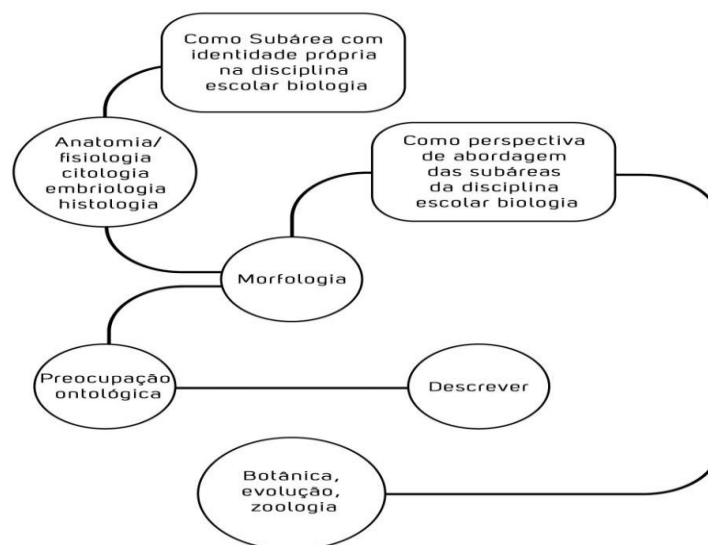 Como Subárea com
identidade própria
na disciplina
escolar biologia
Anatomia/
fisiologia
citologia
embriologia
histologia
Como perspectiva
de abordagem
das subáreas
da disciplina
escolar biologia
Morfologia
Preocupação
ontológica
Descrever
Botânica,
evolução,
zoologia